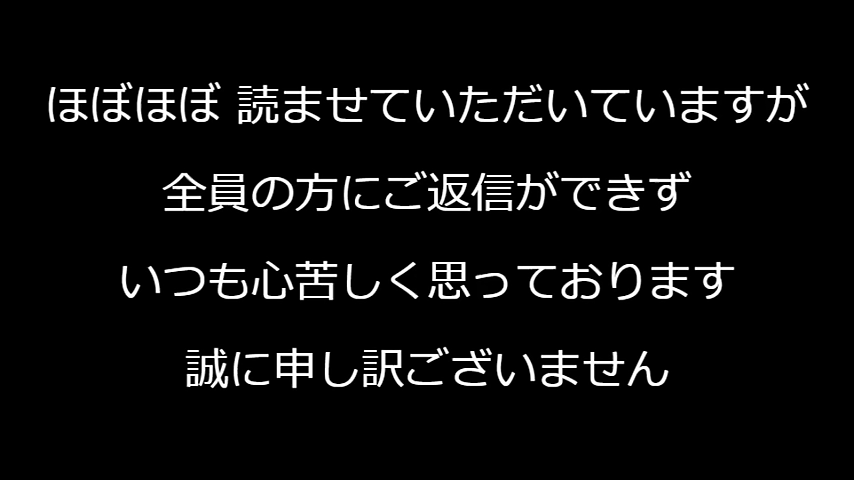 ほぼほぼ 読ませていただいていますが
全員の方にご返信ができず
いつも心苦しく思っております
誠に申し訳ございません